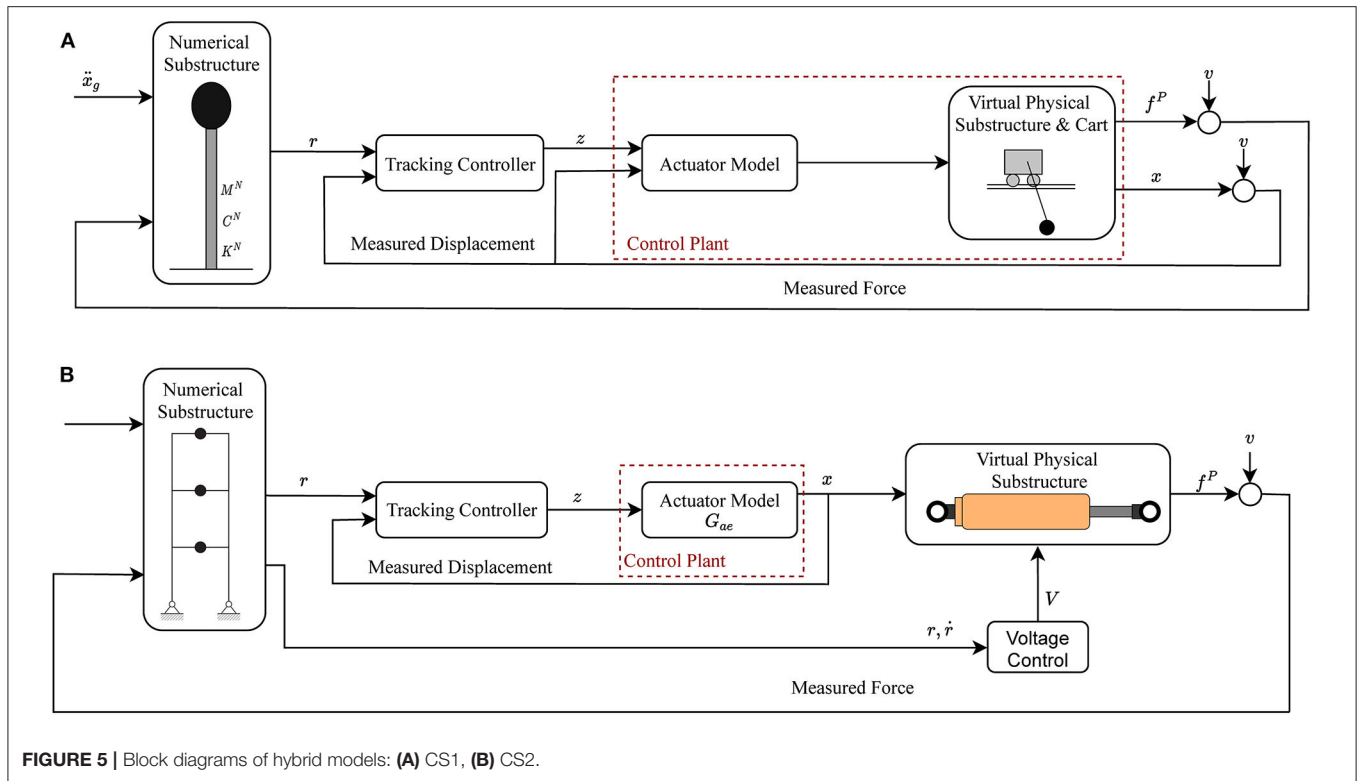 A
Numerical
Substructure
ẍ_g
M^N
C^N
K^N
r
Tracking Controller
z
Actuator Model
Virtual Physical
Substructure & Cart
f^P
v
v
x
Measured Displacement
Control Plant
Measured Force
B
Numerical
Substructure
r
Tracking Controller
z
Actuator Model
G_ae
x
Virtual Physical
Substructure
f^P
v
Measured Displacement
Control Plant
V
r, ṙ
Voltage
Control
Measured Force
FIGURE 5 | Block diagrams of hybrid models: (A) CS1, (B) CS2.